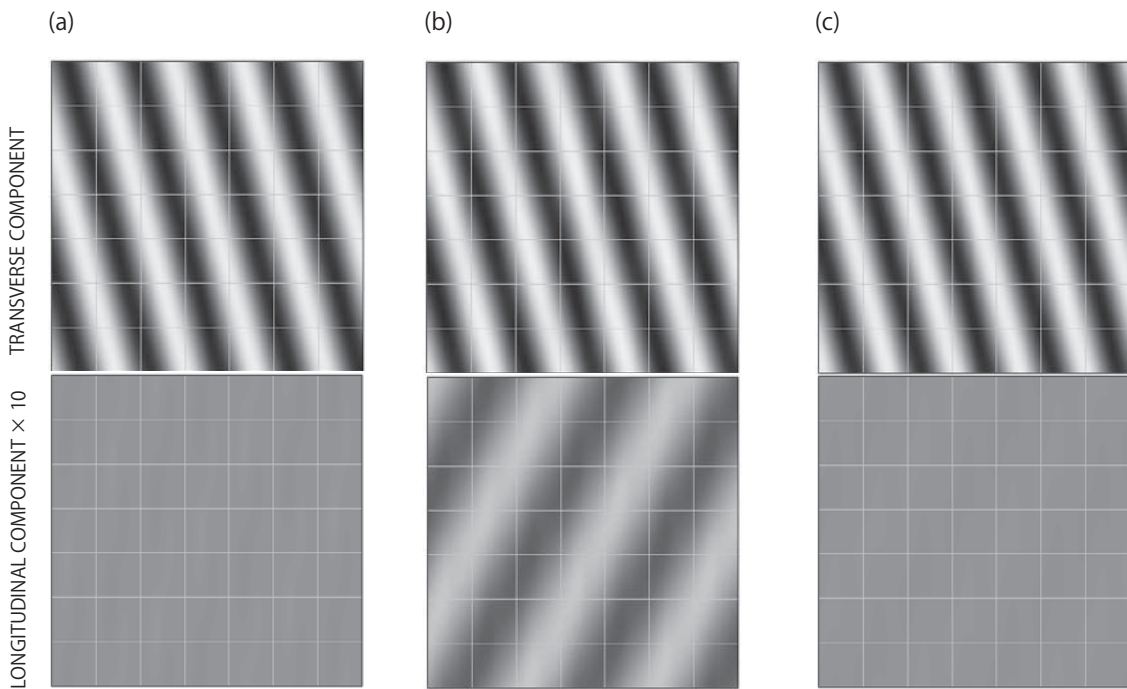 (a)
(b)
(c)
TRANSVERSE COMPONENT
LONGITUDINAL COMPONENT × 10